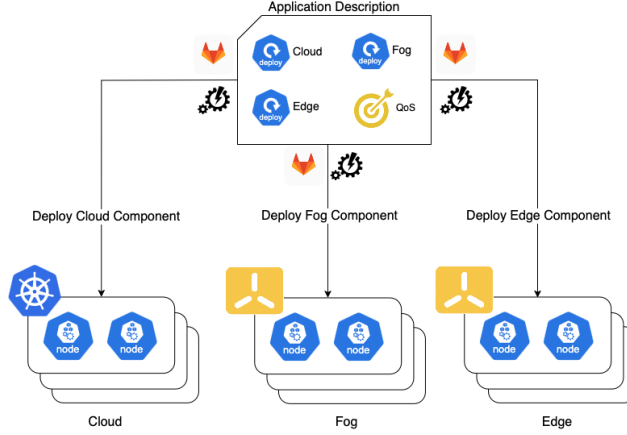 Application Description
deploy Cloud
deploy Fog
deploy Edge
QoS
Deploy Cloud Component
Deploy Fog Component
Deploy Edge Component
node node
node node
node node
Cloud
Fog
Edge